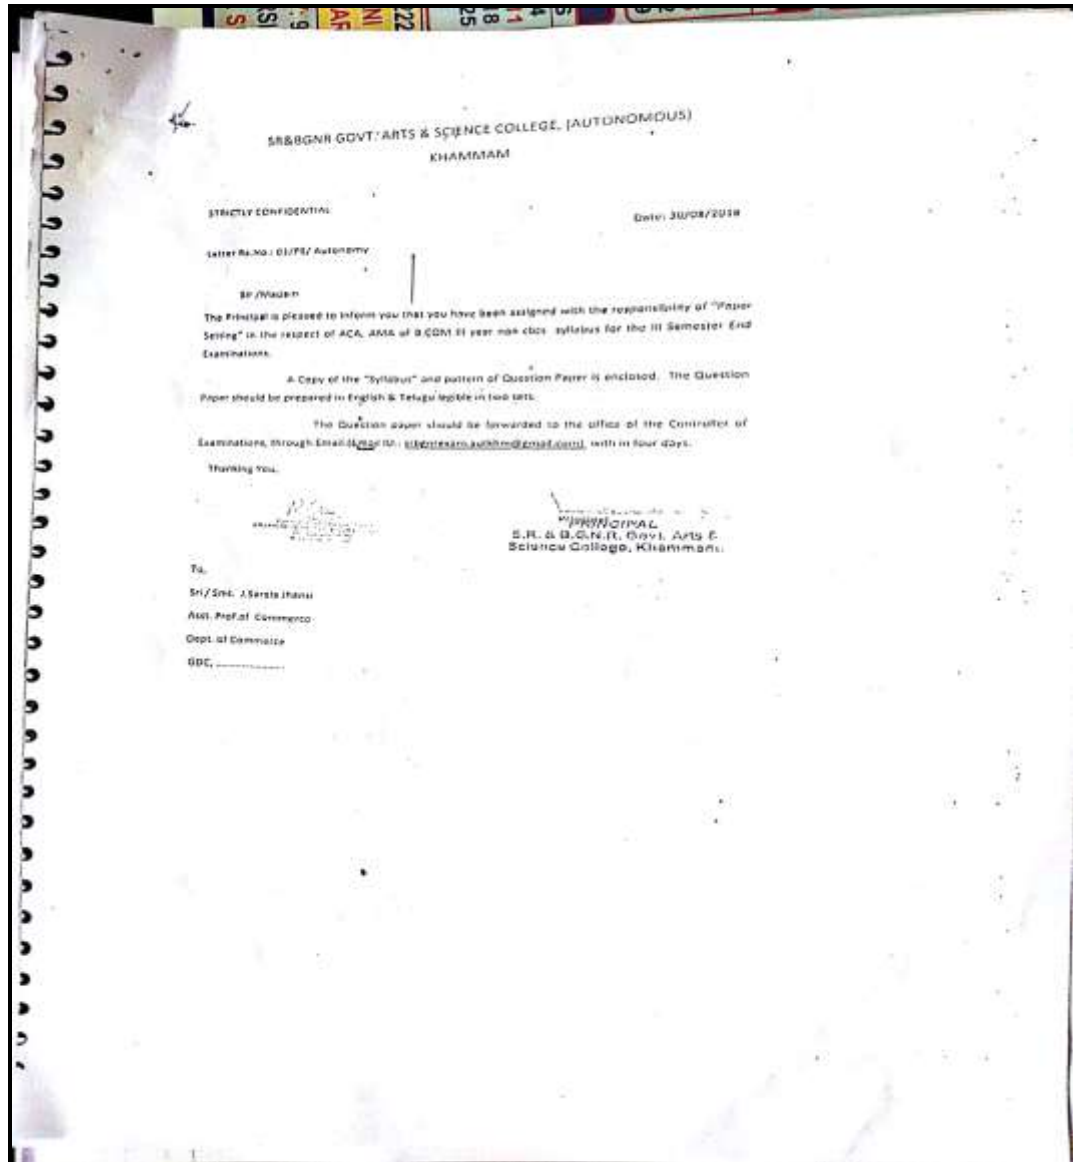 SR&BGNR GOVT. ARTS & SCIENCE COLLEGE, (AUTONOMOUS)
KHAMMAM
STRICTLY CONFIDENTIAL
Date: 30/08/2018
Letter Rc.No.: 01/PS/ Autonomy
Sir /Madam
The Principal is pleased to inform you that you have been assigned with the responsibility of "Paper
Setting" in the respect of ACA, AMA of B.COM III year non cbcs syllabus for the III Semester End
Examinations.
A Copy of the "Syllabus" and pattern of Question Paper is enclosed. The Question
Paper should be prepared in English & Telugu legible in two sets.
The Question paper should be forwarded to the office of the Controller of
Examinations, through Email with in four days.
Thanking You.
PRINCIPAL
S.R. & B.G.N.R. Govt. Arts &
Science College, Khammam.
To,
Sri/ Smt. J.Sarata Jhansi
Asst. Prof.of Commerce
Dept. of Commerce
GDC, ..................